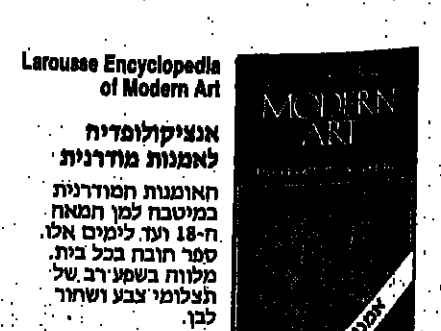 Larousse Encyclopedia
of Modern Art
אנציקלופדיה
לאמנות מודרנית
האומנות המודרנית
במיטבה למן המאה
ה-18 ועד לימים אלו.
ספר חובה בכל בית.
מלווה בשפע רב של
תצלומי צבע ושחור
לבן.
MODERN
ART